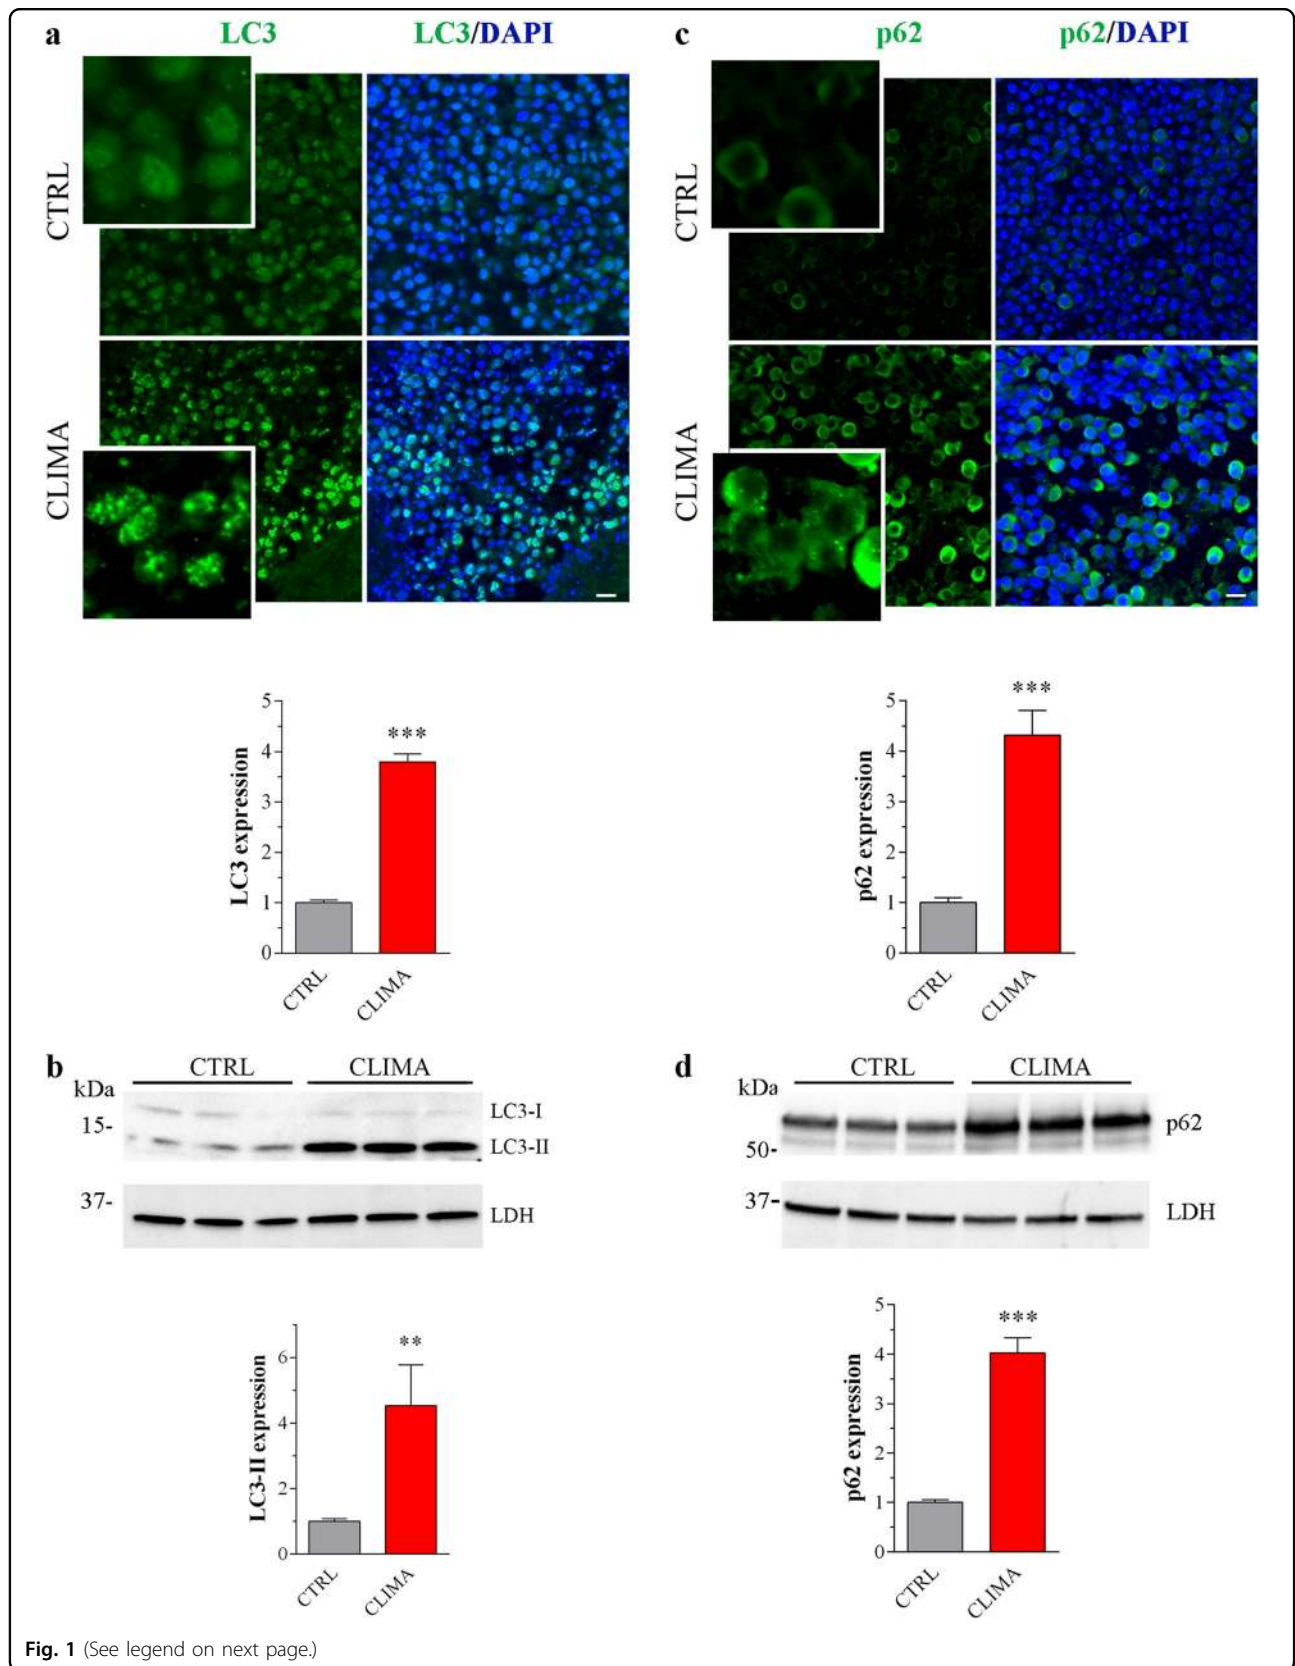 a LC3 LC3/DAPI
CTRL
CLIMA
5
4
3
2
1
0
LC3 expression
***
CTRL
CLIMA
c p62 p62/DAPI
CTRL
CLIMA
5
4
3
2
1
0
p62 expression
***
CTRL
CLIMA
b CTRL CLIMA
kDa
15-
LC3-I
LC3-II
37-
LDH
6
4
2
0
LC3-II expression
**
CTRL
CLIMA
d CTRL CLIMA
kDa
p62
50-
37-
LDH
5
4
3
2
1
0
p62 expression
***
CTRL
CLIMA
Fig. 1 (See legend on next page.)